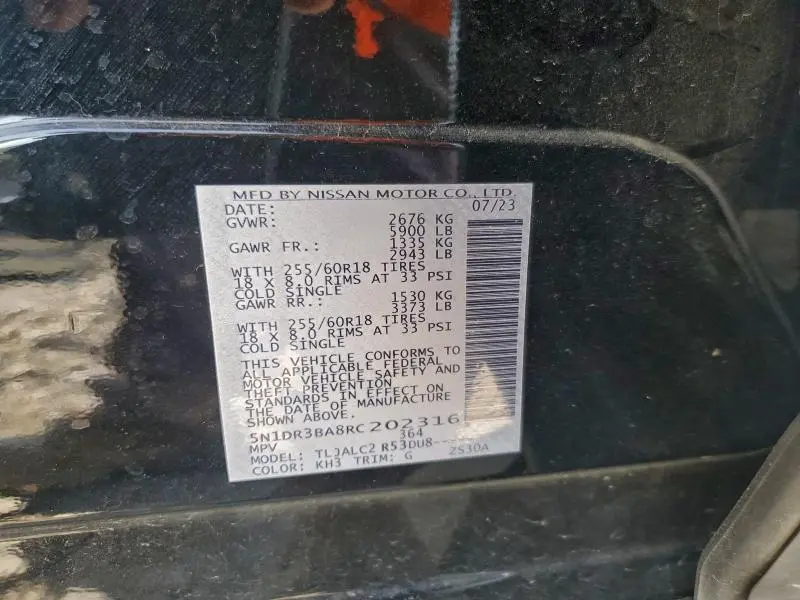 MFD BY NISSAN MOTOR CO., LTD.
DATE: 07/23
GVWR: 2676 KG
5900 LB
GAWR FR.: 1335 KG
2943 LB
WITH 255/60R18 TIRES
18 X 8.0 RIMS AT 33 PSI
COLD SINGLE
GAWR RR.: 1530 KG
3373 LB
WITH 255/60R18 TIRES
18 X 8.0 RIMS AT 33 PSI
COLD SINGLE
THIS VEHICLE CONFORMS TO
ALL APPLICABLE FEDERAL
MOTOR VEHICLE SAFETY AND
THEFT PREVENTION
STANDARDS IN EFFECT ON
THE DATE OF MANUFACTURE
SHOWN ABOVE.
5N1DR3BA8RC202316
MPV 364
MODEL: TLJALC2 R53DU8--
COLOR: KH3 TRIM: G ZS30A